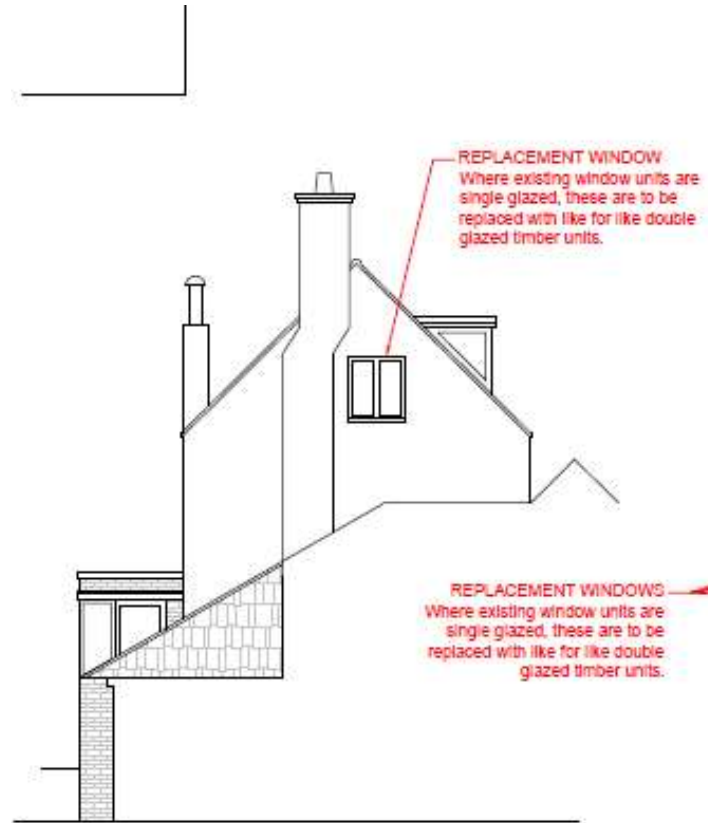 REPLACEMENT WINDOW
Where existing window units are
single glazed, these are to be
replaced with like for like double
glazed timber units.
REPLACEMENT WINDOWS
Where existing window units are
single glazed, these are to be
replaced with like for like double
glazed timber units.